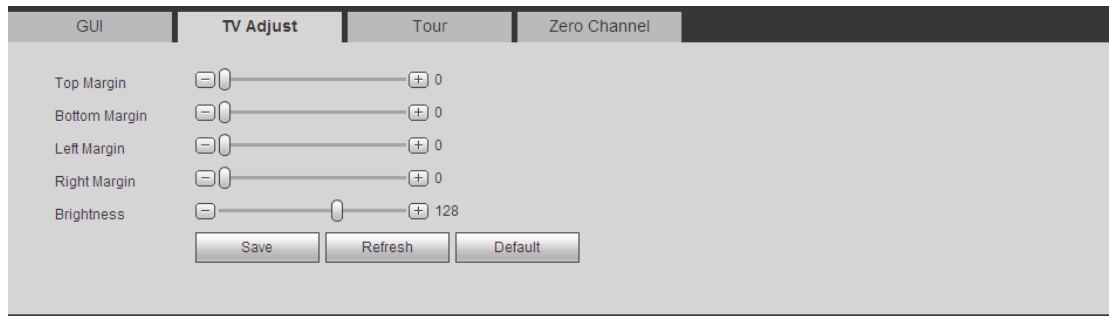 GUI TV Adjust Tour Zero Channel
Top Margin 0
Bottom Margin 0
Left Margin 0
Right Margin 0
Brightness 128
Save Refresh Default